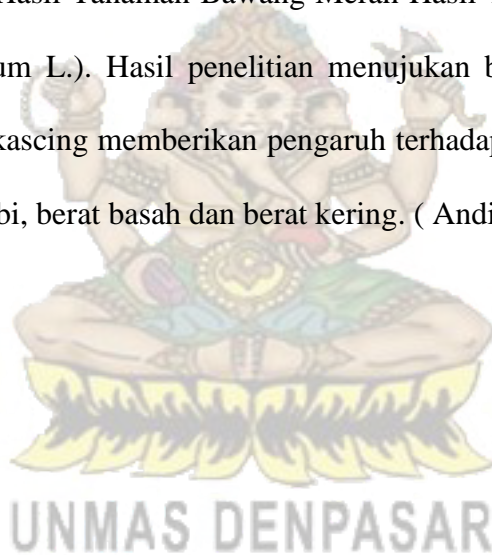 Hasil Tanaman Bawang Merah Hasil
um L.). Hasil penelitian menujukan b
kascing memberikan pengaruh terhadap
bi, berat basah dan berat kering. ( Andi
UNMAS DENPASAR